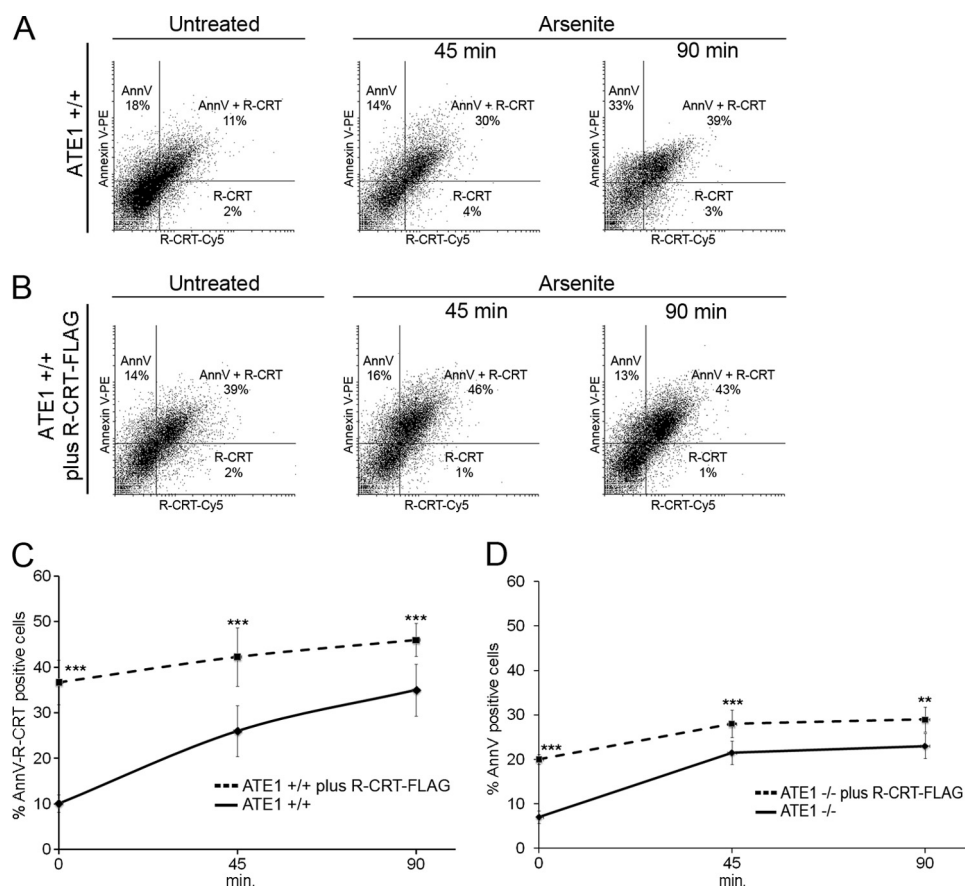 A
Untreated
Arsenite
45 min
90 min
ATE1 +/+
Annexin V-PE
AnnV
18%
AnnV + R-CRT
11%
R-CRT
2%
R-CRT-Cy5
Annexin V-PE
AnnV
14%
AnnV + R-CRT
30%
R-CRT
4%
R-CRT-Cy5
Annexin V-PE
AnnV
33%
AnnV + R-CRT
39%
R-CRT
3%
R-CRT-Cy5
B
Untreated
Arsenite
45 min
90 min
ATE1 +/+
plus R-CRT-FLAG
Annexin V-PE
AnnV
14%
AnnV + R-CRT
39%
R-CRT
2%
R-CRT-Cy5
Annexin V-PE
AnnV
16%
AnnV + R-CRT
46%
R-CRT
1%
R-CRT-Cy5
Annexin V-PE
AnnV
13%
AnnV + R-CRT
43%
R-CRT
1%
R-CRT-Cy5
C
% AnnV-R-CRT positive cells
60
50
40
30
20
10
0
***
***
***
ATE1 +/+ plus R-CRT-FLAG
ATE1 +/+
0
45
90
min.
D
% AnnV positive cells
60
50
40
30
20
10
0
***
***
**
ATE1 -/- plus R-CRT-FLAG
ATE1 -/-
0
45
90
min.